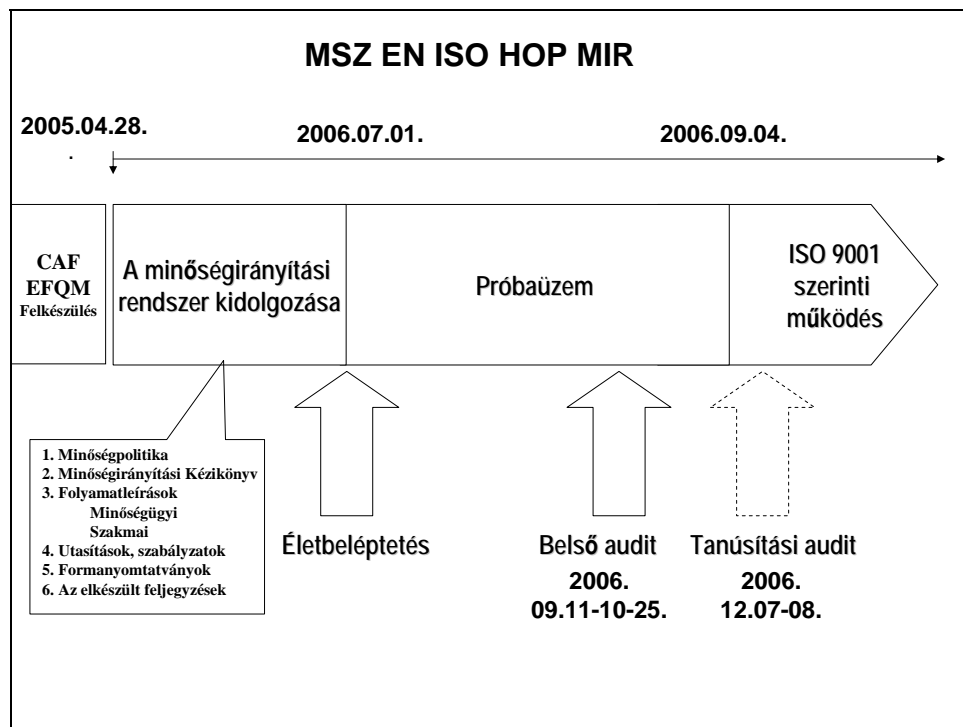 MSZ EN ISO HOP MIR
2005.04.28.
.
2006.07.01.
2006.09.04.
CAF
EFQM
Felkészülés
A minőségirányítási
rendszer kidolgozása
Próbaüzem
ISO 9001
szerinti
működés
1. Minőségpolitika
2. Minőségirányítási Kézikönyv
3. Folyamatleírások
Minőségügyi
Szakmai
4. Utasítások, szabályzatok
5. Formanyomtatványok
6. Az elkészült feljegyzések
Életbeléptetés
Belső audit
2006.
09.11-10-25.
Tanúsítási audit
2006.
12.07-08.